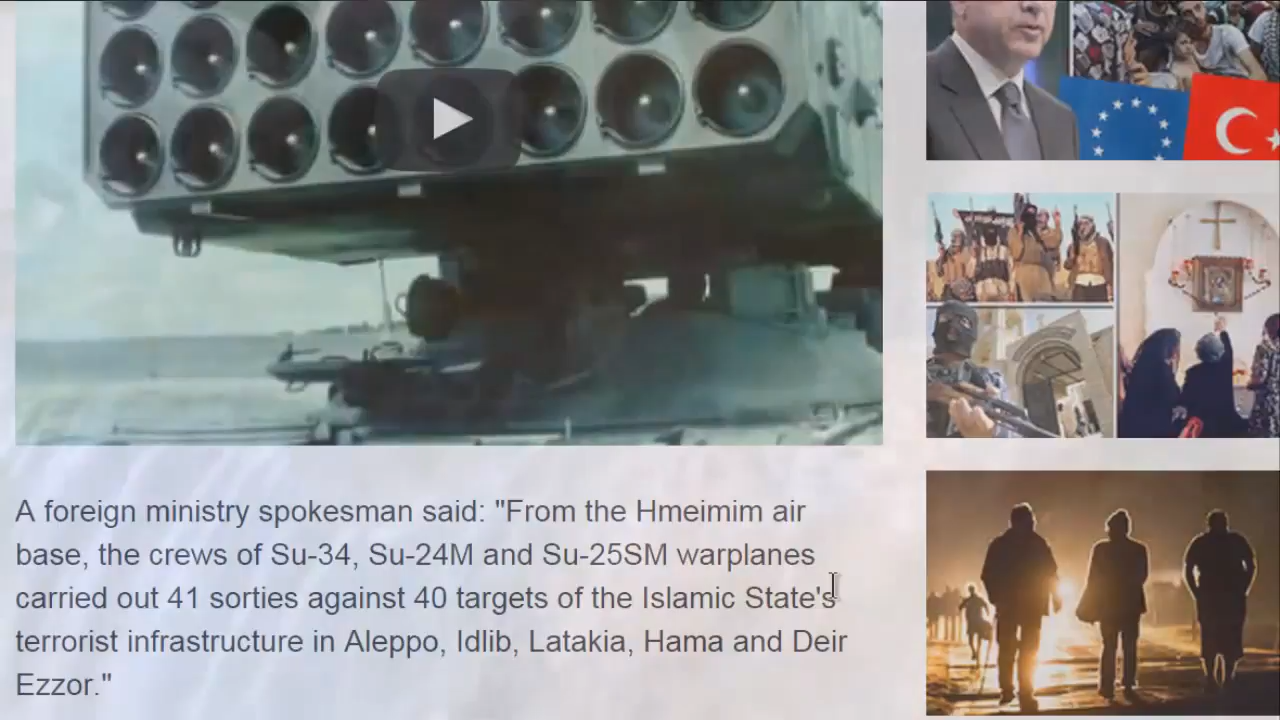 A foreign ministry spokesman said: "From the Hmeimim air
base, the crews of Su-34, Su-24M and Su-25SM warplanes
carried out 41 sorties against 40 targets of the Islamic State's
terrorist infrastructure in Aleppo, Idlib, Latakia, Hama and Deir
Ezzor."